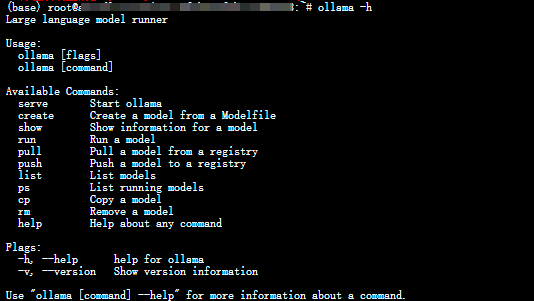 (base) root@ :~# ollama -h
Large language model runner
Usage:
ollama [flags]
ollama [command]
Available Commands:
serve Start ollama
create Create a model from a Modelfile
show Show information for a model
run Run a model
pull Pull a model from a registry
push Push a model to a registry
list List models
ps List running models
cp Copy a model
rm Remove a model
help Help about any command
Flags:
-h, --help help for ollama
-v, --version Show version information
Use "ollama [command] --help" for more information about a command.